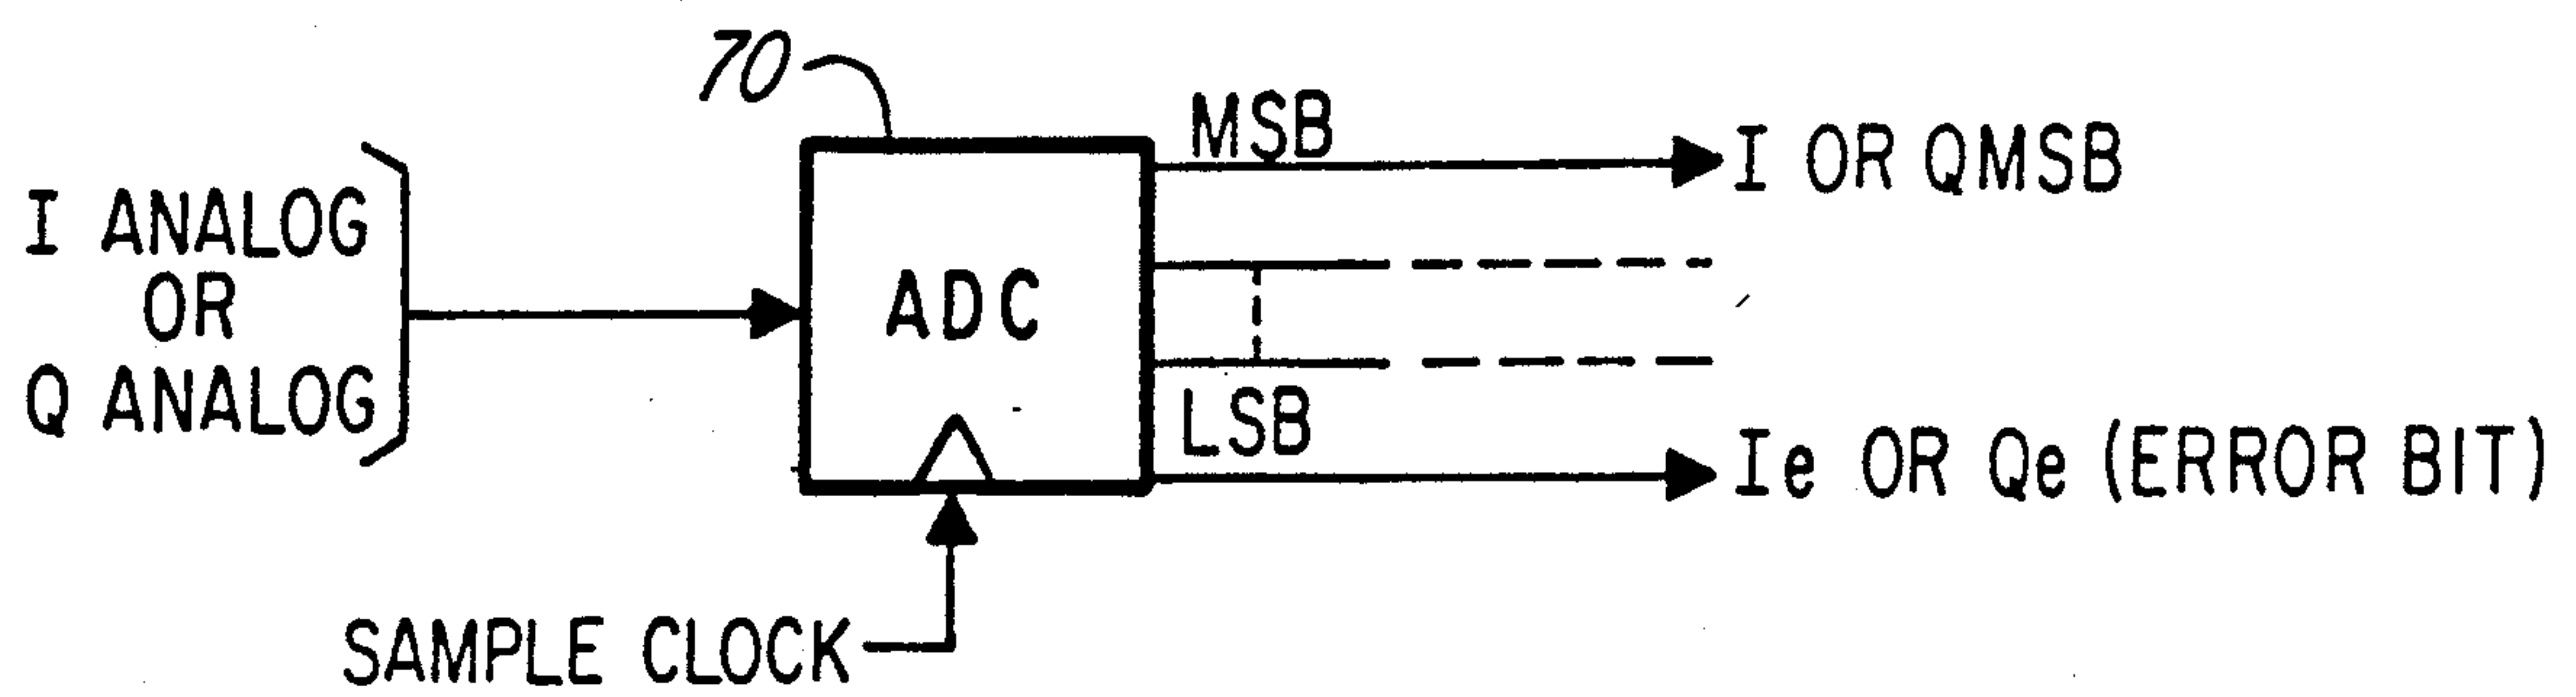 70
MSB
I OR QMSB
I ANALOG
OR
Q ANALOG
ADC
LSB
Ie OR Qe (ERROR BIT)
SAMPLE CLOCK